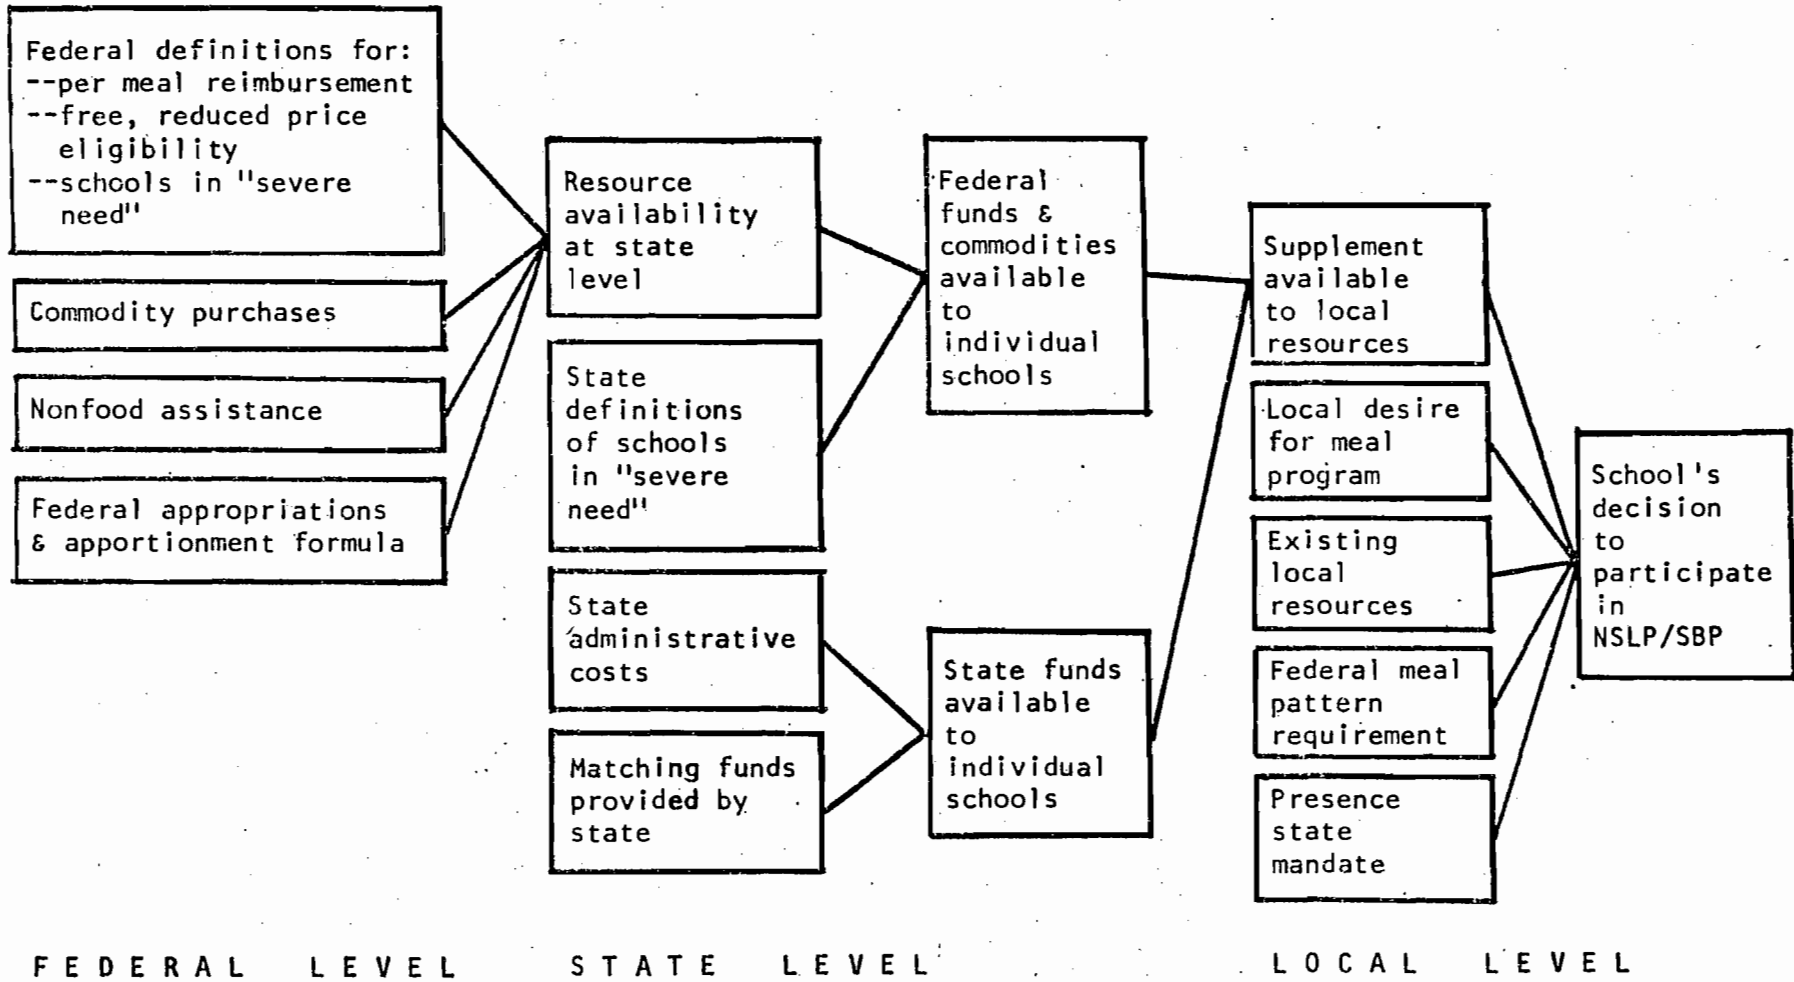 Federal definitions for:
--per meal reimbursement
--free, reduced price
eligibility
--schools in "severe
need"
Commodity purchases
Nonfood assistance
Federal appropriations
& apportionment formula
Resource
availability
at state
level
State
definitions
of schools
in "severe
need"
State
administrative
costs
Matching funds
provided by
state
Federal
funds &
commodities
available
to
individual
schools
State funds
available
to
individual
schools
Supplement
available
to local
resources
Local desire
for meal
program
Existing
local
resources
Federal meal
pattern
requirement
Presence
state
mandate
School's
decision
to
participate
in
NSLP/SBP
FEDERAL LEVEL
STATE LEVEL
LOCAL LEVEL